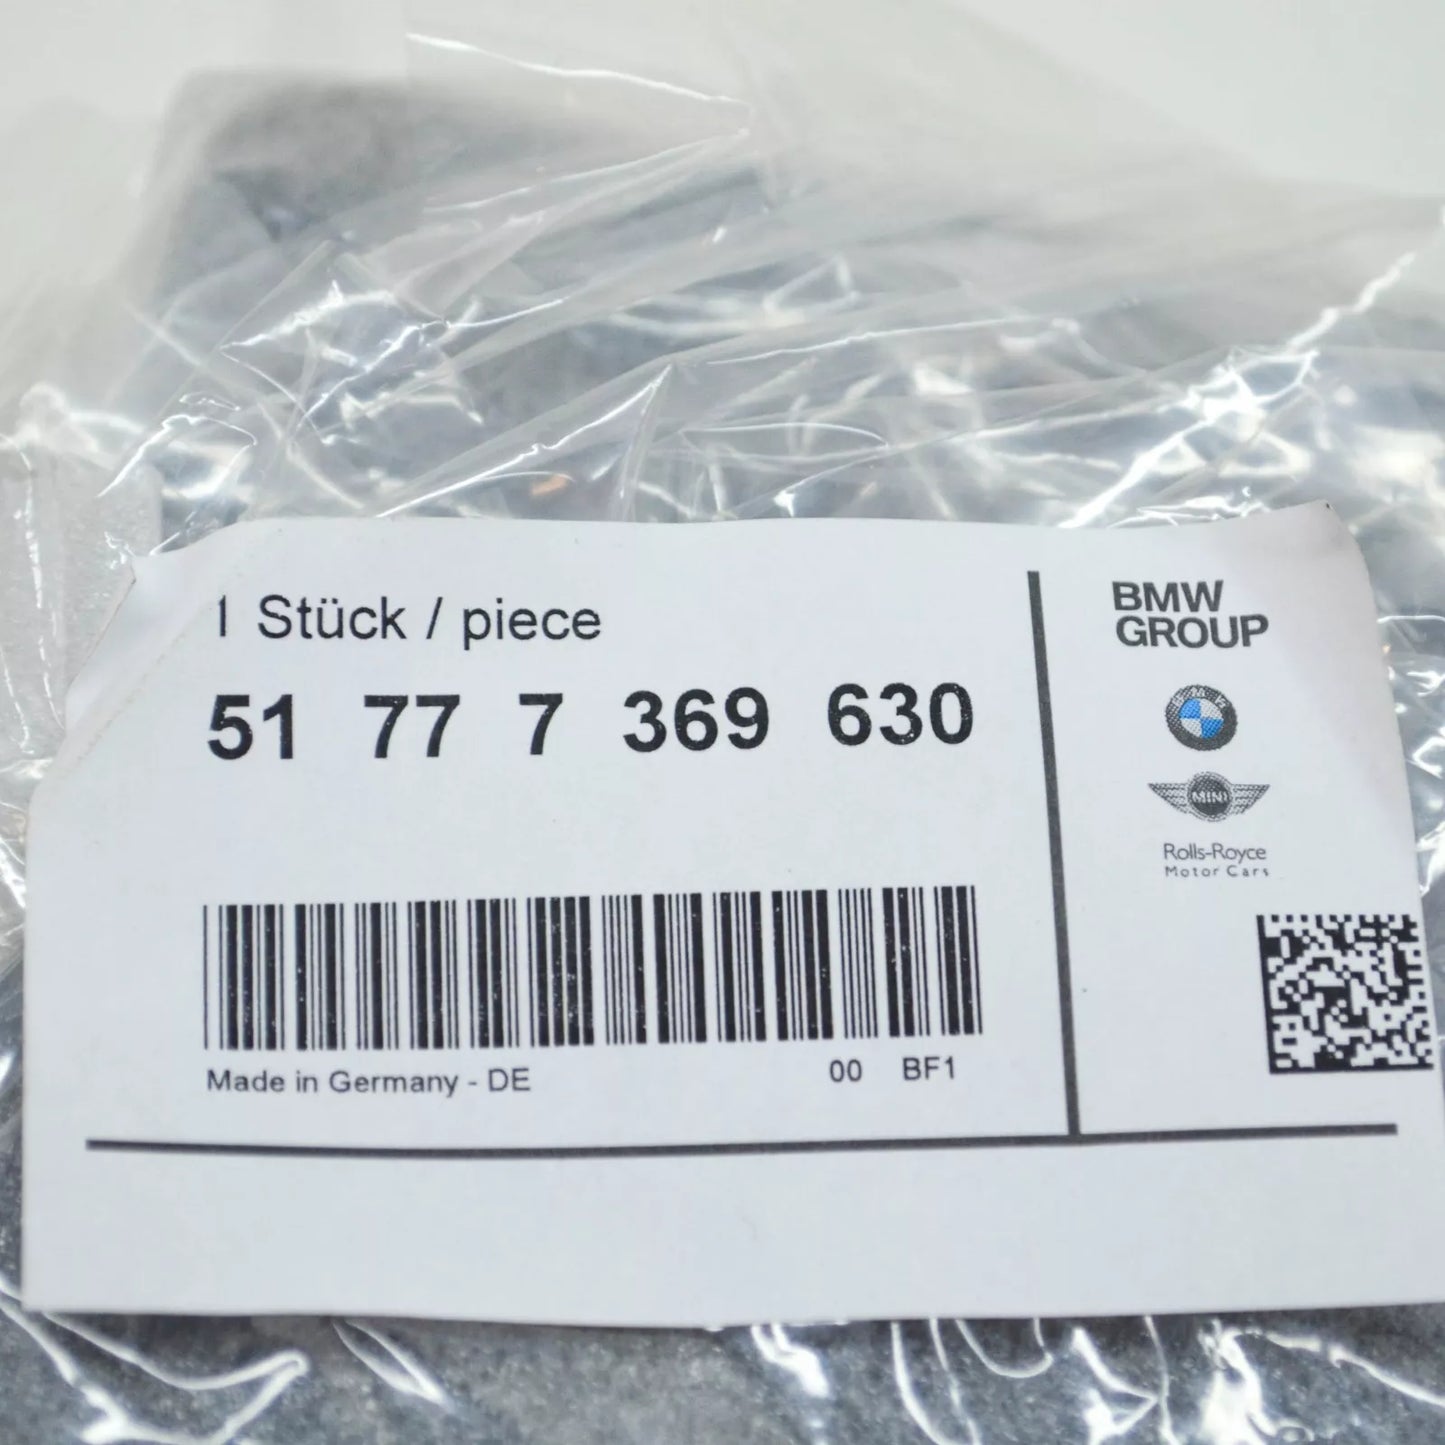 1 Stück / piece
51 77 7 369 630
Made in Germany - DE 00 BF1
BMW
GROUP
BMW
MINI
Rolls-Royce
Motor Cars